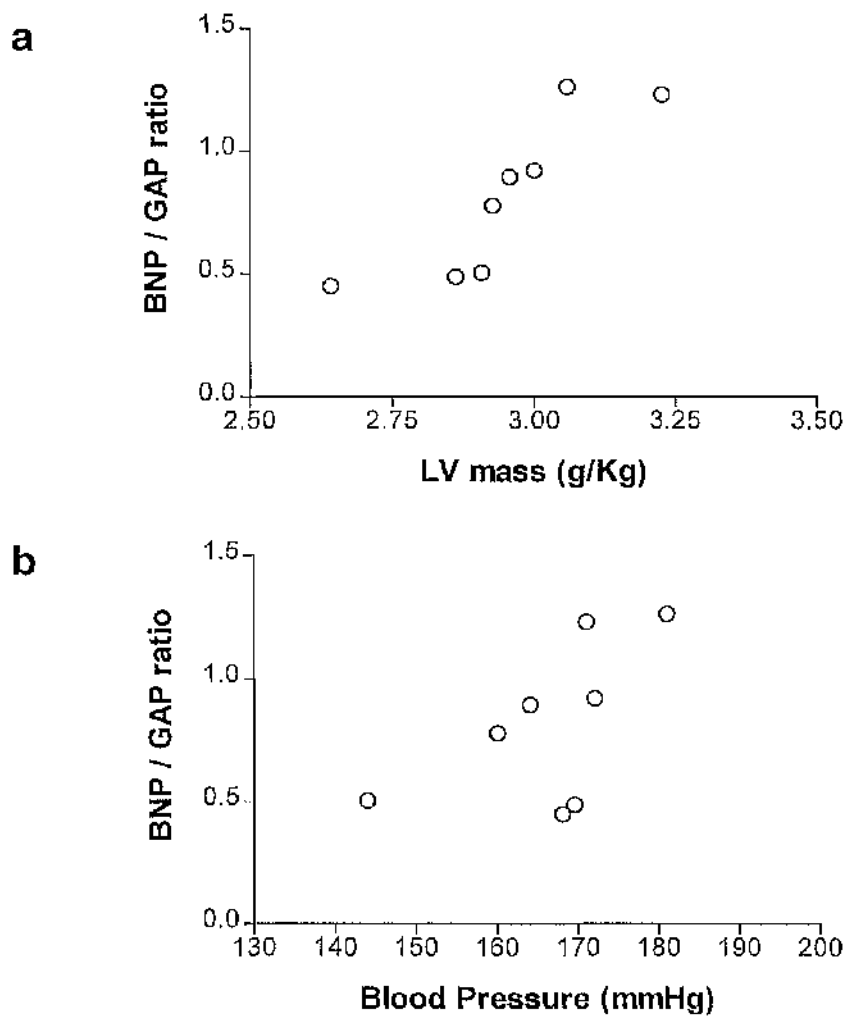 a
BNP / GAP ratio
1.5
1.0
0.5
0.0
2.50 2.75 3.00 3.25 3.50
LV mass (g/Kg)
b
BNP / GAP ratio
1.5
1.0
0.5
0.0
130 140 150 160 170 180 190 200
Blood Pressure (mmHg)